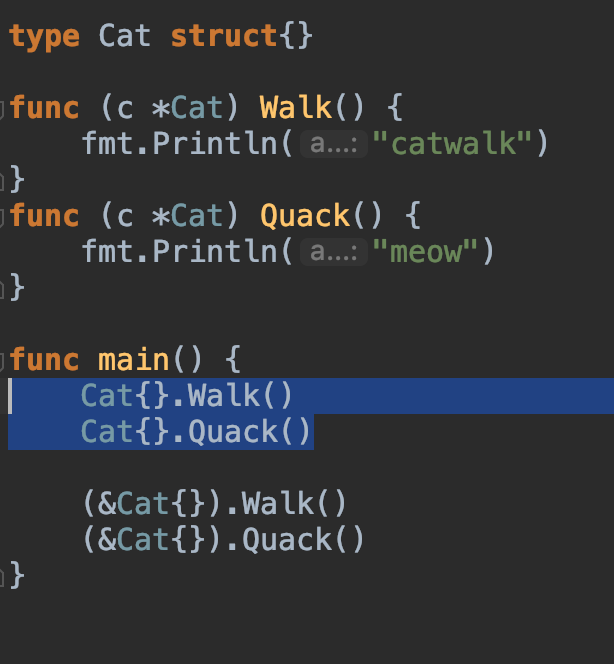 type Cat struct{}
func (c *Cat) Walk() {
fmt.Println( a...: "catwalk")
}
func (c *Cat) Quack() {
fmt.Println( a...: "meow")
}
func main() {
Cat{}.Walk()
Cat{}.Quack()
(&Cat{}).Walk()
(&Cat{}).Quack()
}